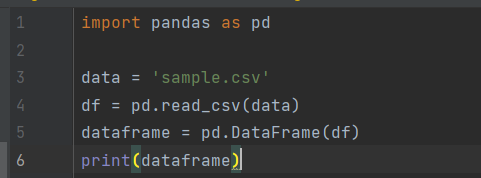 1 import pandas as pd
2
3 data = 'sample.csv'
4 df = pd.read_csv(data)
5 dataframe = pd.DataFrame(df)
6 print(dataframe)